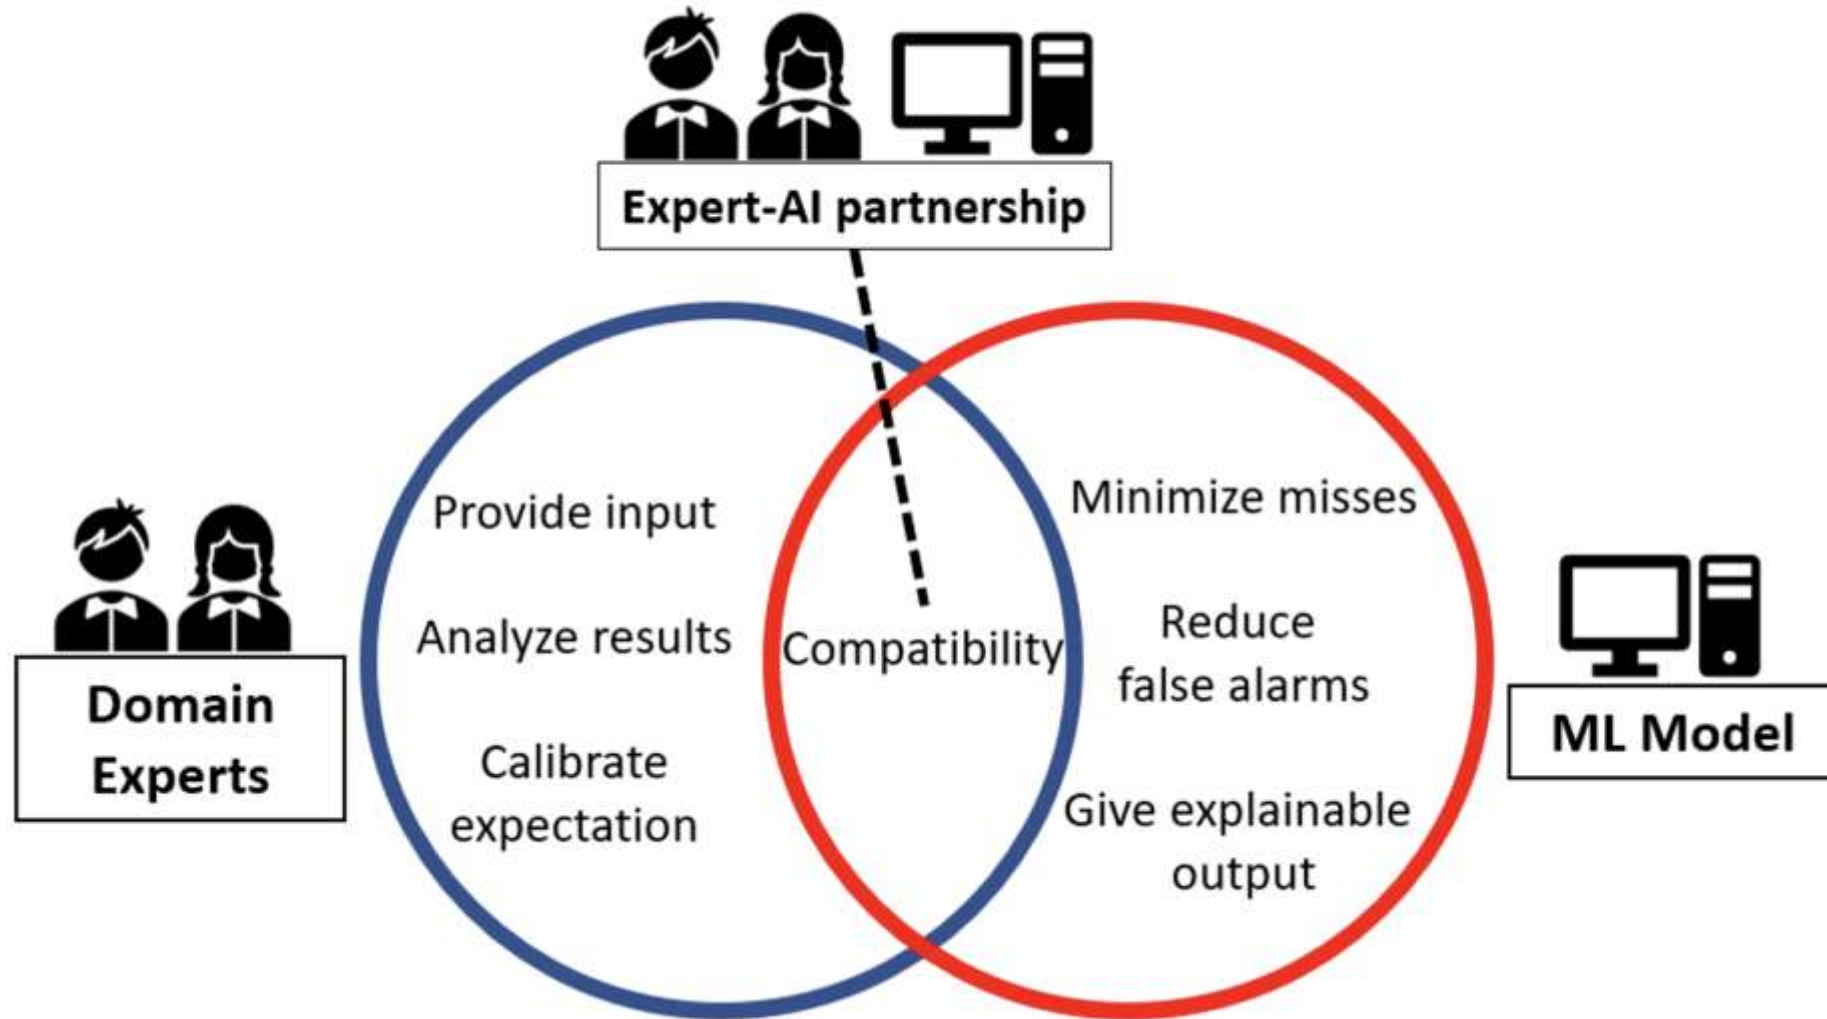 Expert-AI partnership
Provide input
Analyze results
Calibrate
expectation
Compatibility
Minimize misses
Reduce
false alarms
Give explainable
output
Domain
Experts
ML Model